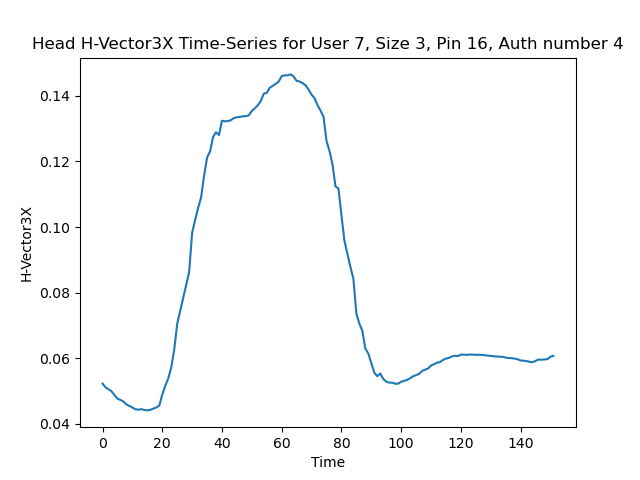 Head H-Vector3X Time-Series for User 7, Size 3, Pin 16, Auth number 4
H-Vector3X
0.14
0.12
0.10
0.08
0.06
0.04
0 20 40 60 80 100 120 140
Time